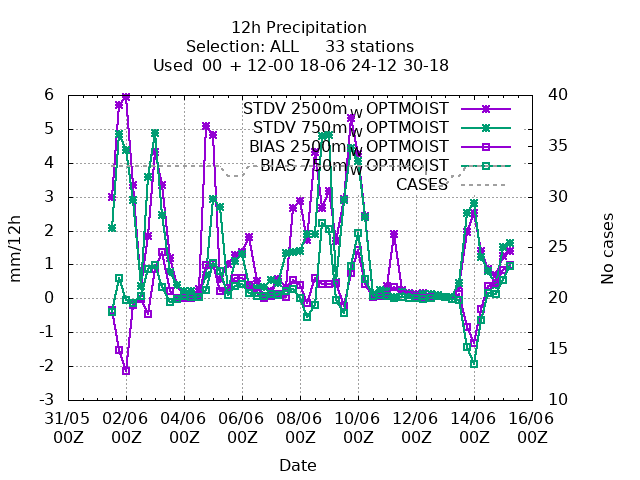 12h Precipitation
Selection: ALL 33 stations
Used 00 + 12-00 18-06 24-12 30-18
STDV 2500m_W OPTMOIST
STDV 750m_W OPTMOIST
BIAS 2500m_W OPTMOIST
BIAS 750m_W OPTMOIST
CASES
6
5
4
3
2
1
0
-1
-2
-3
mm/12h
40
35
30
25
20
15
10
No cases
31/05 02/06 04/06 06/06 08/06 10/06 12/06 14/06 16/06
00Z 00Z 00Z 00Z 00Z 00Z 00Z 00Z 00Z
Date